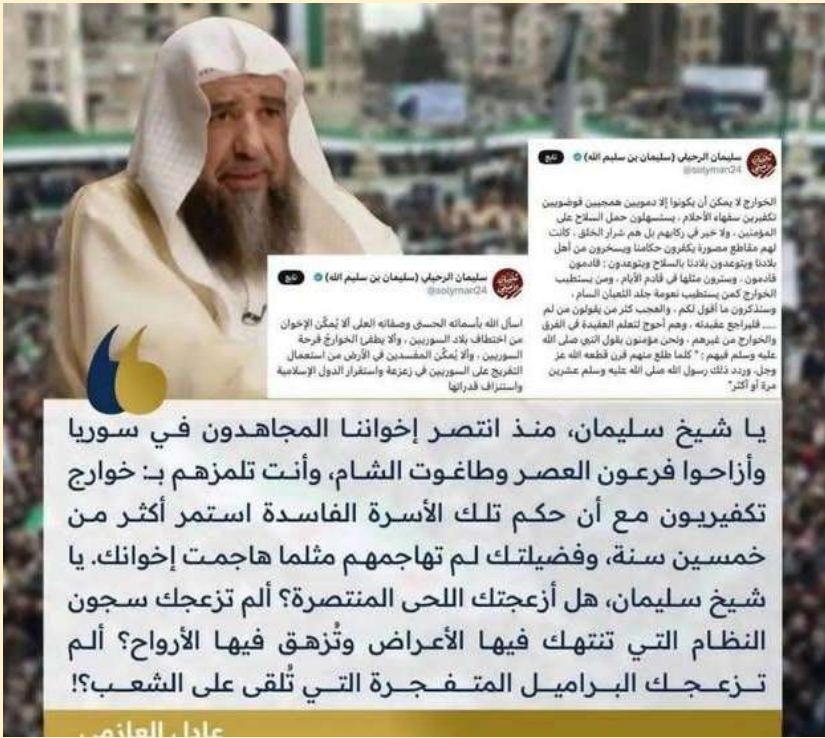 سليمان الرحيلي (سليمان بن سليم الله)
تابع
@solyman24
الخوارج لا يمكن أن يكونوا إلا دمويين همجيين فوضويين
تكفيرين سفهاء الأحلام ، يستسهلون حمل السلاح على
المؤمنين ، ولا خير في ركابهم بل هم شرار الخلق ، كانت
لهم مقاطع مصورة يكفرون حكامنا ويسخرون من أهل
بلادنا ويتوعدون بلادنا بالسلاح ويتوعدون : قادمون
قادمون ، وسترون مثلها في قادم الأيام ، ومن يستطيب
الخوارج كمن يستطيب نعومة جلد الثعبان السام ،
وستذكرون ما أقول لكم ، والعجب كثر من يقولون من لم
.... فليراجع عقيدته ، وهم أحوج لتعلم العقيدة في الفرق
والخوارج من غيرهم ، ونحن مؤمنون بقول النبي صلى الله
عليه وسلم فيهم : " كلما طلع منهم قرن قطعه الله عز
وجل، وردد ذلك رسول الله صلى الله عليه وسلم عشرين
مرة أو أكثر"
سليمان الرحيلي (سليمان بن سليم الله)
تابع
@solyman24
اسأل الله بأسمائه الحسنى وصفاته العلى ألا يُمكّن الإخوان
من اختطاف بلاد السوريين ، وألا يطفئ الخوارج فرحة
السوريين ، وألا يُمكّن المفسدين في الأرض من استعمال
التفريج على السوريين في زعزعة واستقرار الدول الإسلامية
واستنزاف قدراتها
يا شيخ سليمان، منذ انتصر إخواننا المجاهدون في سوريا
وأزاحوا فرعون العصر وطاغوت الشام، وأنت تلمزهم بـ: خوارج
تكفيريون مع أن حكم تلك الأسرة الفاسدة استمر أكثر من
خمسين سنة، وفضيلتك لم تهاجمهم مثلما هاجمت إخوانك. يا
شيخ سليمان، هل أزعجتك اللحى المنتصرة؟ ألم تزعجك سجون
النظام التي تنتهك فيها الأعراض وتُزهق فيها الأرواح؟ ألم
تزعجك البراميل المتفجرة التي تُلقى على الشعب؟!
عادل العازمي